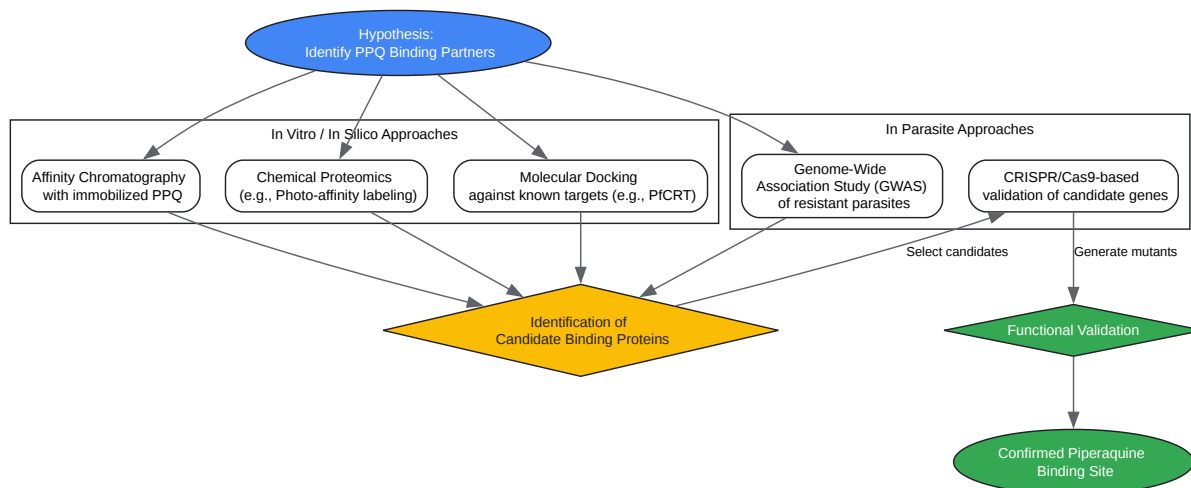 Hypothesis:
Identify PPQ Binding Partners
In Vitro / In Silico Approaches
In Parasite Approaches
Affinity Chromatography
with immobilized PPQ
Chemical Proteomics
(e.g., Photo-affinity labeling)
Molecular Docking
against known targets (e.g., PfCRT)
Genome-Wide
Association Study (GWAS)
of resistant parasites
CRISPR/Cas9-based
validation of candidate genes
Select candidates
Generate mutants
Identification of
Candidate Binding Proteins
Functional Validation
Confirmed Piperaquine
Binding Site